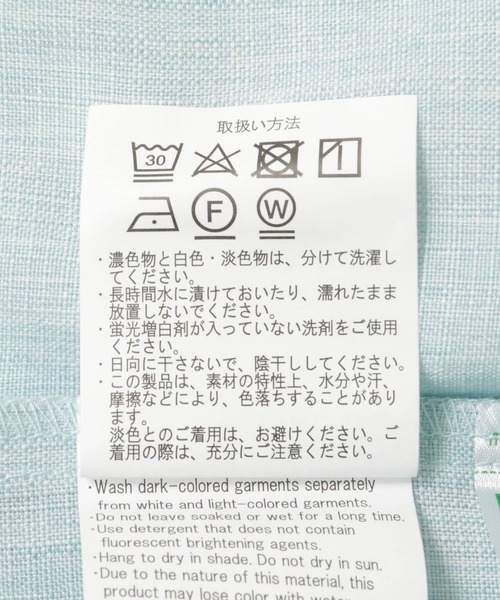 取扱い方法
30
F W
・濃色物と白色・淡色物は、分けて洗濯し
てください。
・長時間水に漬けておいたり、濡れたまま
放置しないでください。
・蛍光増白剤が入っていない洗剤をご使用
ください。
・日向に干さないで、陰干ししてください。
・この製品は、素材の特性上、水分や汗、
摩擦などにより、色落ちすることがあり
ます。
淡色とのご着用は、お避けください。ご
着用の際は、充分にご注意ください。
・Wash dark-colored garments separately
from white and light-colored garments.
・Do not leave soaked or wet for a long time.
・Use detergent that does not contain
fluorescent brightening agents.
・Hang to dry in shade. Do not dry in sun.
・Due to the nature of this material, this
product may lose color with water